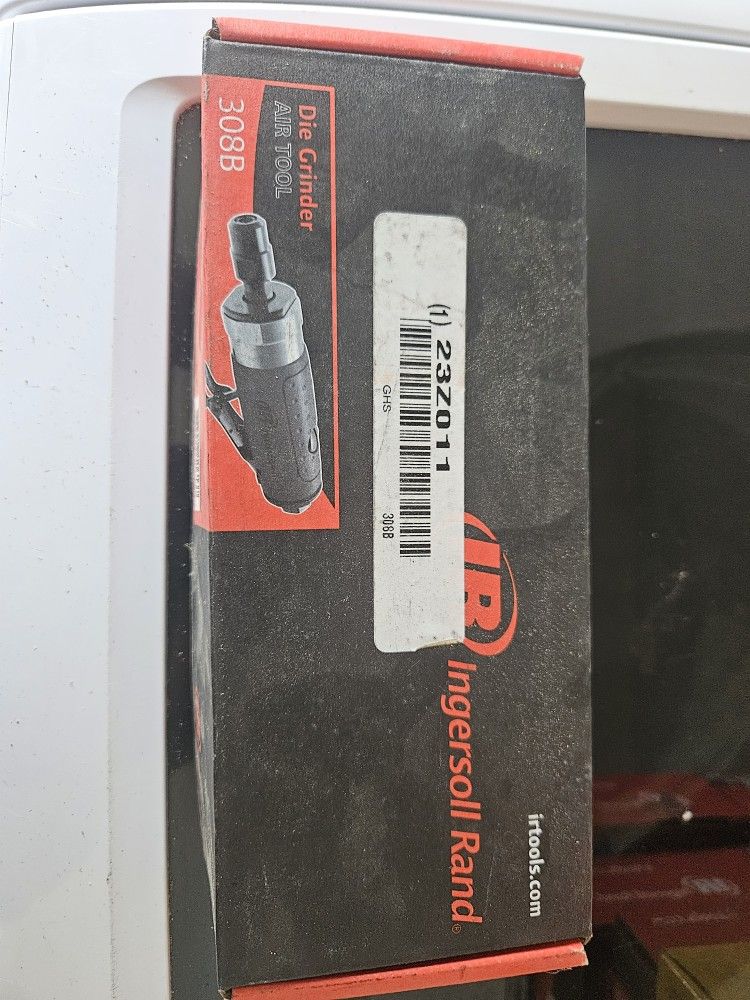 Die Grinder
AIR TOOL
308B
(1) 23Z011
GHS 308B
IR
Ingersoll Rand®
irtools.com